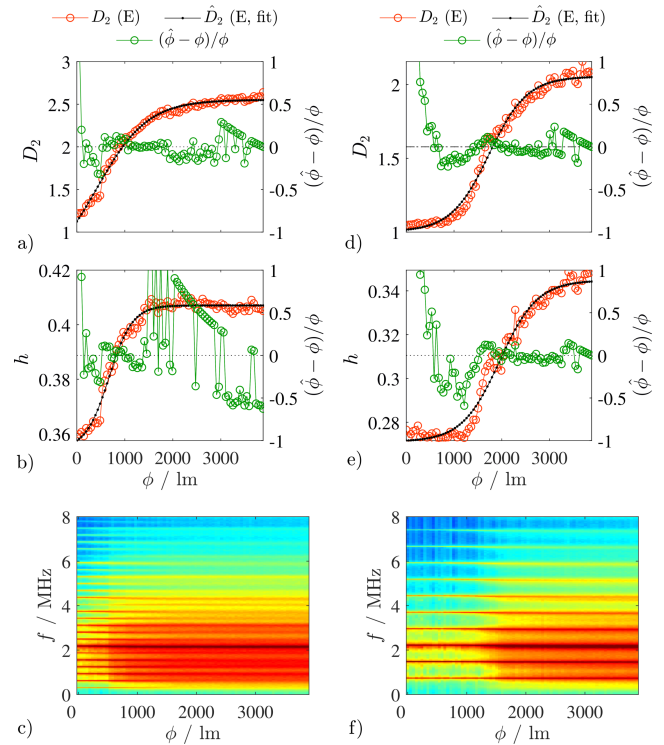 D₂ (E) D̂₂ (E, fit) D₂ (E) D̂₂ (E, fit)
(ϕ̂ − ϕ)/ϕ (ϕ̂ − ϕ)/ϕ
3 1 1
2.5 0.5 2 0.5
D₂ 2 0 (ϕ̂ − ϕ)/ϕ D₂ 1.6 0 (ϕ̂ − ϕ)/ϕ
1.5 -0.5 1.2 -0.5
1 -1 1 -1
a) d)
0.42 1 1
0.4 0.5 0.34 0.5
h 0 (ϕ̂ − ϕ)/ϕ h 0.32 0 (ϕ̂ − ϕ)/ϕ
0.38 -0.5 0.3 -0.5
0.36 -1 0.28 -1
b) 1000 2000 3000 e) 0 1000 2000 3000
ϕ / lm ϕ / lm
8 8
6 6
f / MHz 4 f / MHz 4
2 2
0 0
c) 0 1000 2000 3000 f) 0 1000 2000 3000
ϕ / lm ϕ / lm